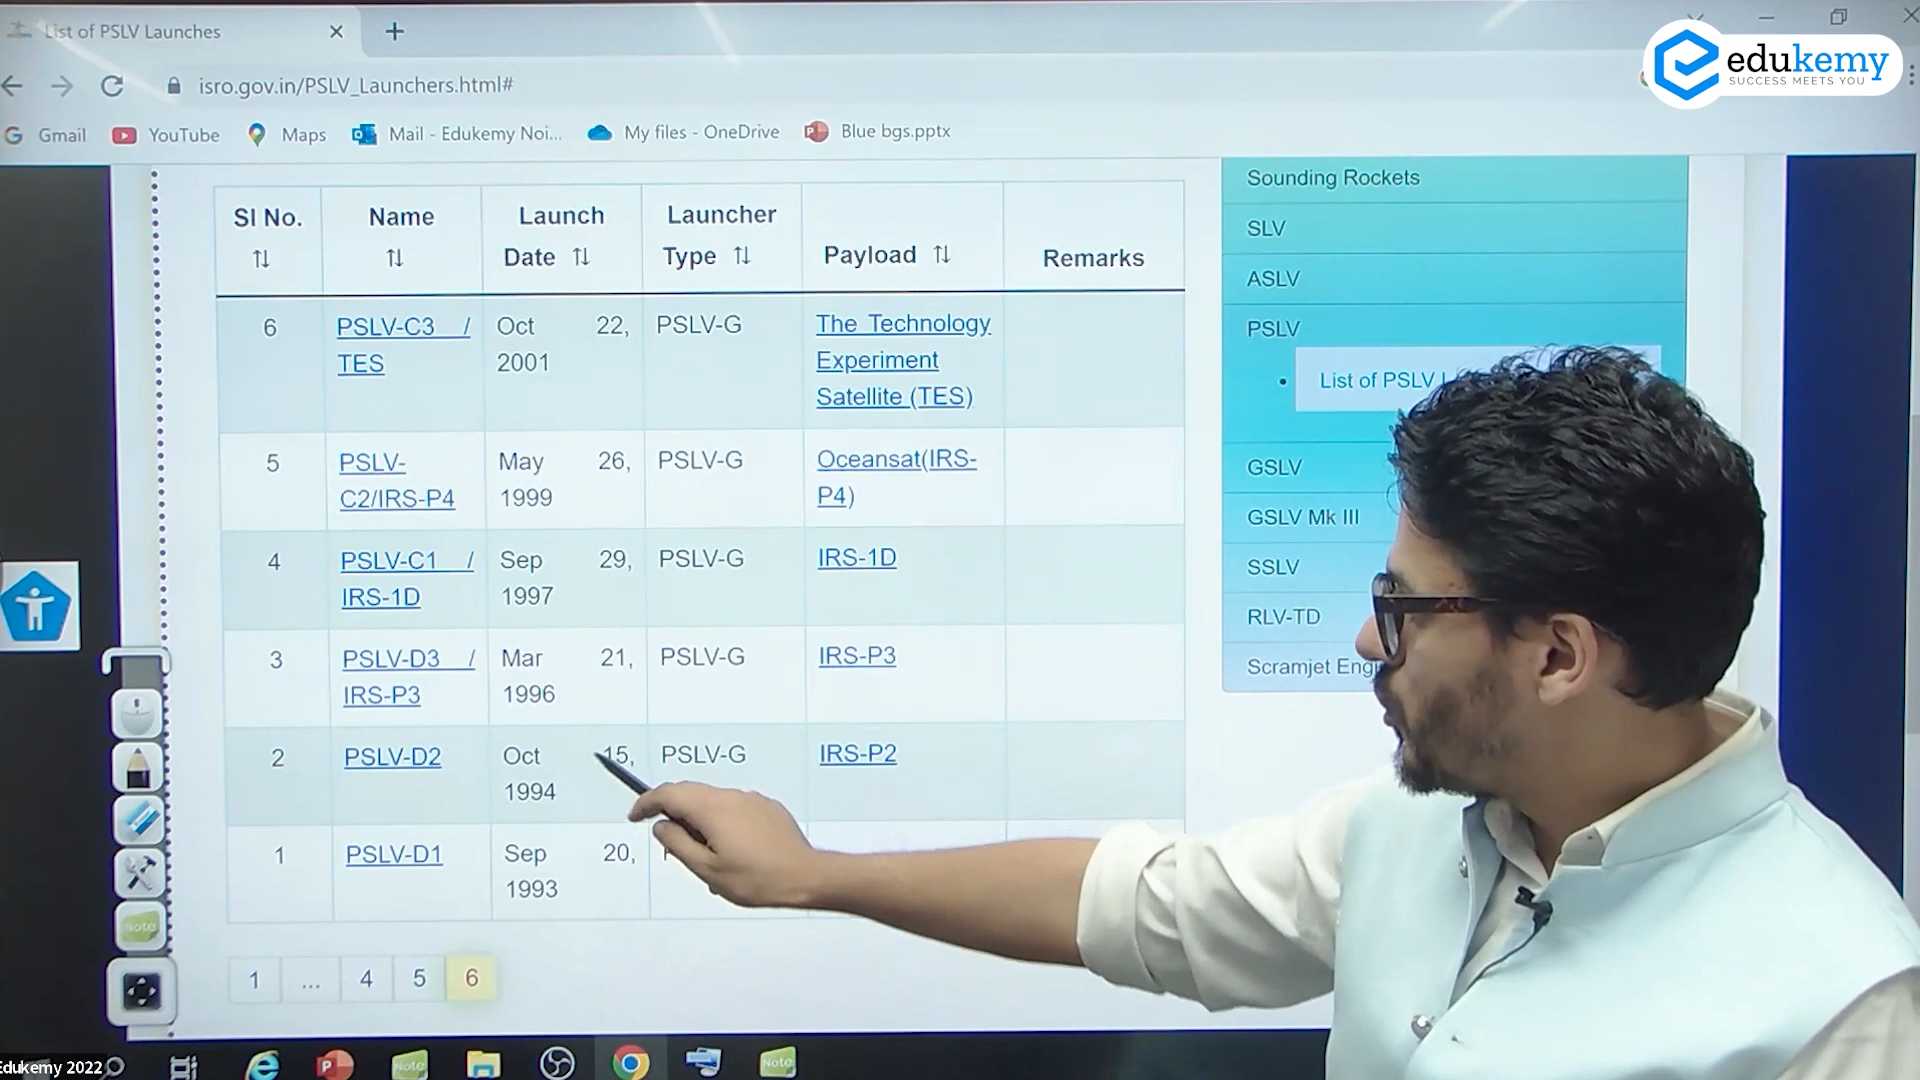 List of PSLV Launches
edukemy
SUCCESS MEETS YOU
isro.gov.in/PSLV_Launchers.html#
Gmail YouTube Maps Mail - Edukemy Noi... My files - OneDrive Blue bgs.pptx
Sl No. Name Launch Date Launcher Type Payload Remarks
6 PSLV-C3 / TES Oct 22, 2001 PSLV-G The Technology Experiment Satellite (TES)
5 PSLV-C2/IRS-P4 May 26, 1999 PSLV-G Oceansat(IRS-P4)
4 PSLV-C1 / IRS-1D Sep 29, 1997 PSLV-G IRS-1D
3 PSLV-D3 / IRS-P3 Mar 21, 1996 PSLV-G IRS-P3
2 PSLV-D2 Oct 15, 1994 PSLV-G IRS-P2
1 PSLV-D1 Sep 20, 1993
1 ... 4 5 6
Sounding Rockets
SLV
ASLV
PSLV
List of PSLV
GSLV
GSLV Mk III
SSLV
RLV-TD
Scramjet
Note
Edukemy 2022
Note
Note